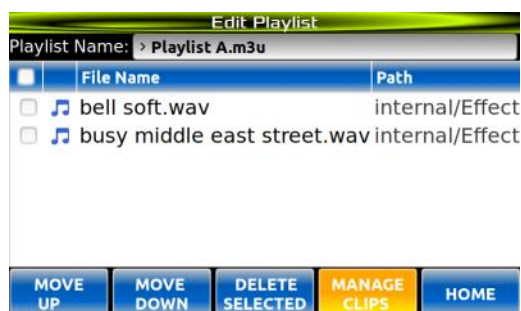 Edit Playlist
Playlist Name: > Playlist A.m3u
File Name Path
bell soft.wav internal/Effect
busy middle east street.wav internal/Effect
MOVE UP MOVE DOWN DELETE SELECTED MANAGE CLIPS HOME